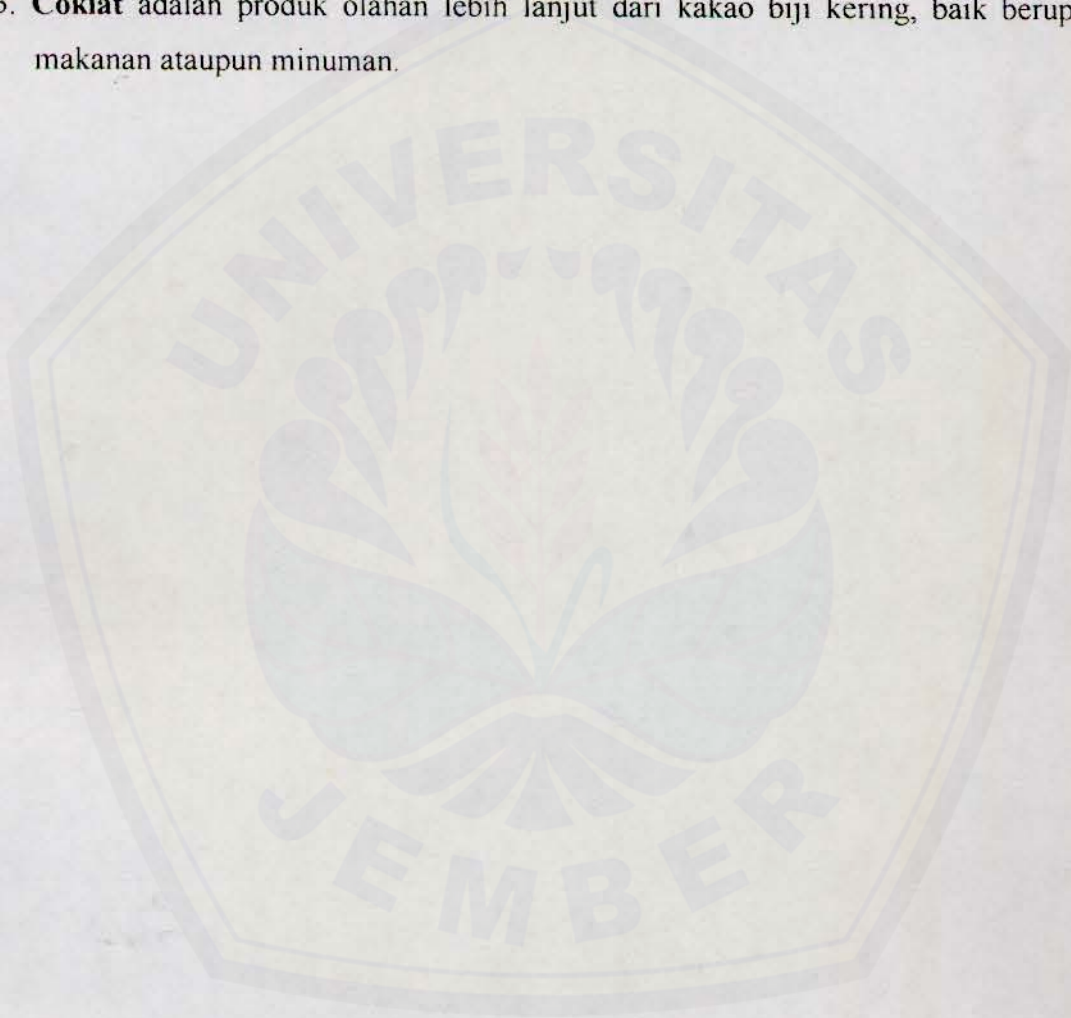 . Coklat adalah produk olahan lebih lanjut dari kakao biji kering, baik berup
makanan ataupun minuman.
UNIVERSITAS
JEMBER